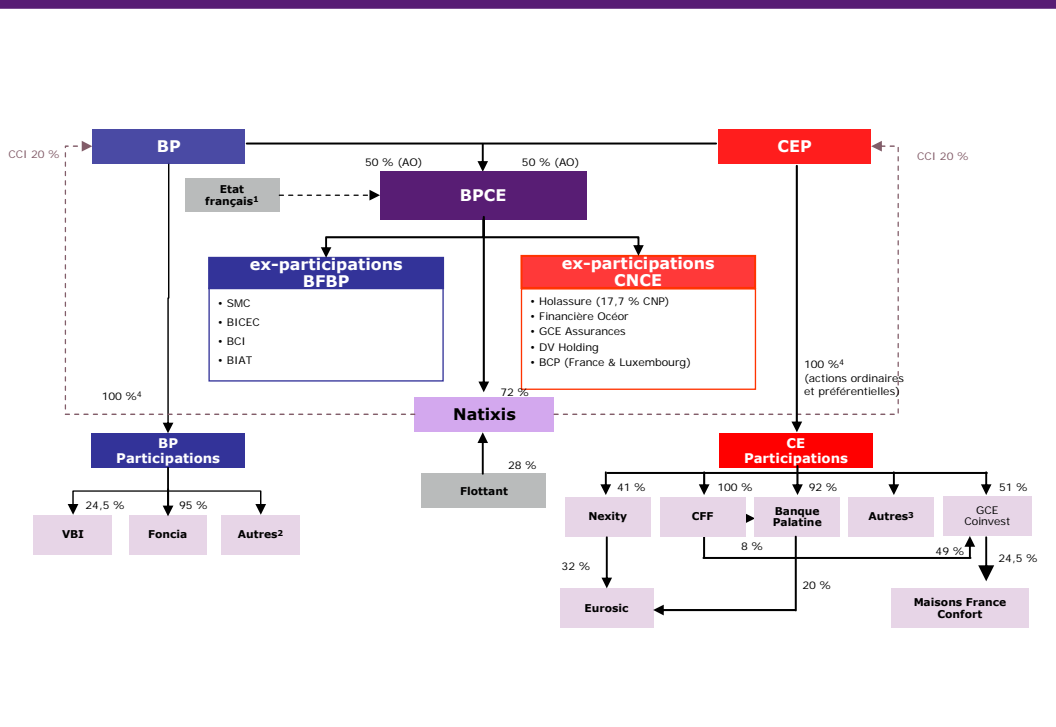 BP
CEP
CCI 20 %
CCI 20 %
50 % (AO)
50 % (AO)
Etat
français¹
BPCE
ex-participations
BFBP
• SMC
• BICEC
• BCI
• BIAT
ex-participations
CNCE
• Holassure (17,7 % CNP)
• Financière Océor
• GCE Assurances
• DV Holding
• BCP (France & Luxembourg)
100 %⁴
100 %⁴
(actions ordinaires
et préférentielles)
72 %
Natixis
28 %
Flottant
BP
Participations
24,5 %
95 %
VBI
Foncia
Autres²
CE
Participations
41 %
100 %
92 %
51 %
Nexity
CFF
Banque
Palatine
Autres³
GCE
Coinvest
8 %
49 %
24,5 %
32 %
20 %
Eurosic
Maisons France
Confort